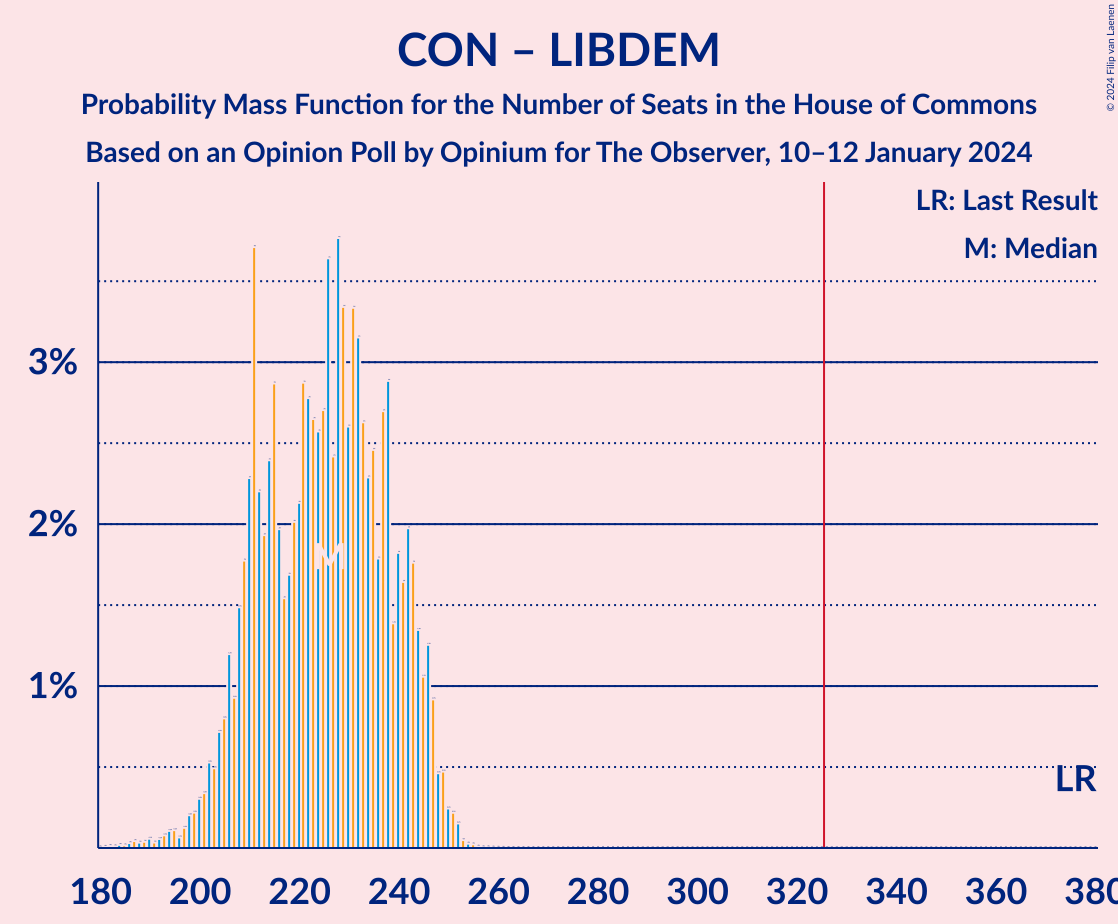 CON – LIBDEM
Probability Mass Function for the Number of Seats in the House of Commons
Based on an Opinion Poll by Opinium for The Observer, 10–12 January 2024
© 2024 Filip van Laenen
LR: Last Result
M: Median
3%
2%
1%
M
LR
180 200 220 240 260 280 300 320 340 360 380